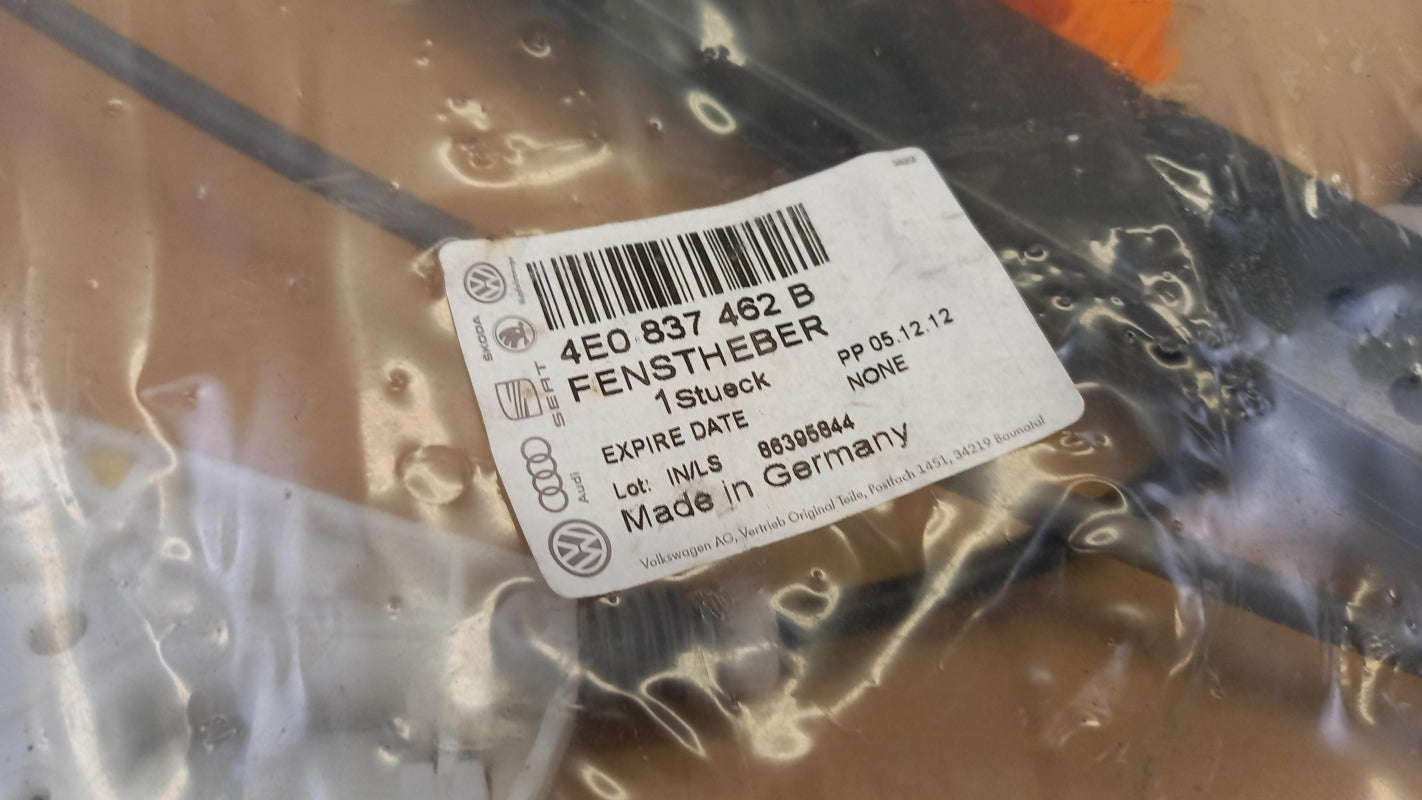 4E0 837 462 B
FENSTHEBER
1Stueck
PP 05.12.12
EXPIRE DATE
NONE
Lot: IN/LS 86395844
Made in Germany
Volkswagen AG, Vertrieb Original Teile, Postfach 1451, 34219 Baunatal
ŠKODA
SEAT
Audi